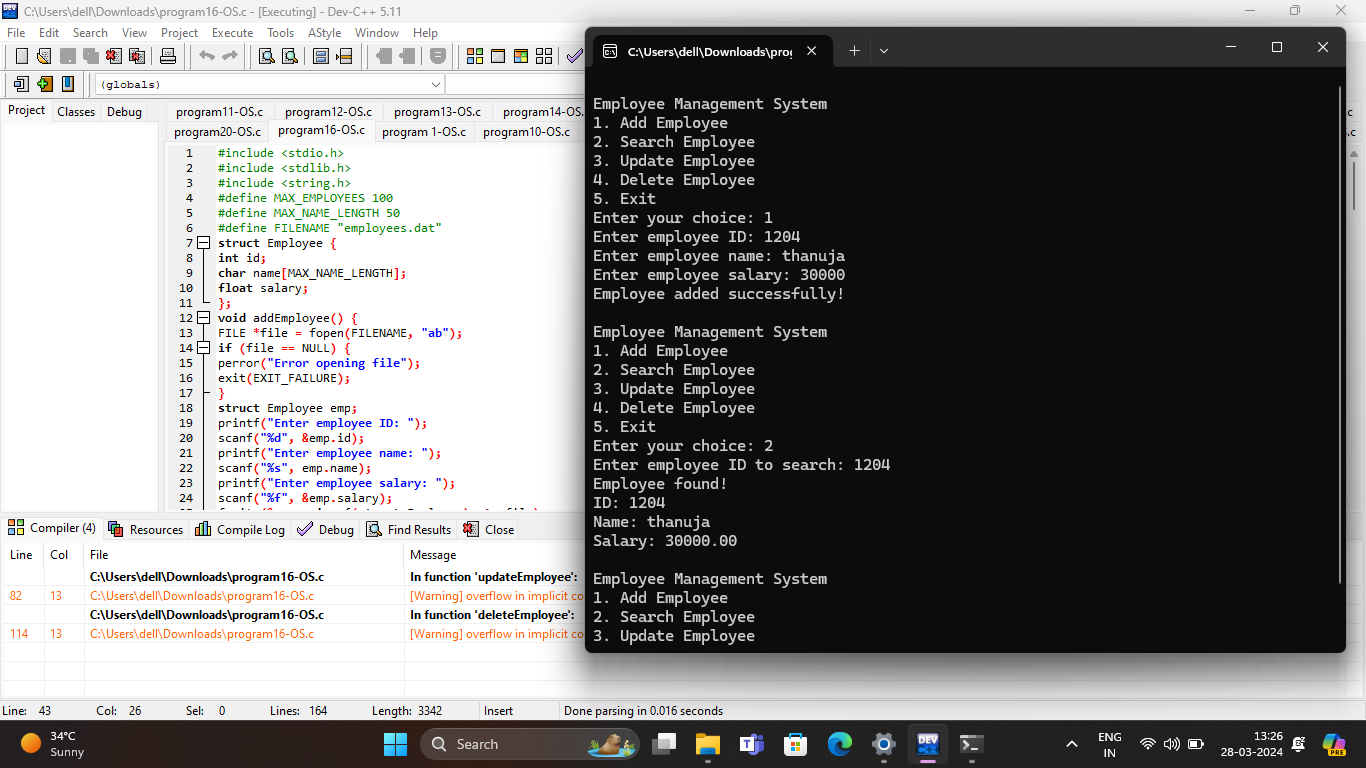 C:\Users\dell\Downloads\program16-OS.c - [Executing] - Dev-C++ 5.11
File Edit Search View Project Execute Tools AStyle Window Help
(globals)
Project Classes Debug
program11-OS.c program12-OS.c program13-OS.c program14-OS.
program20-OS.c program16-OS.c program 1-OS.c program10-OS.c
1 #include <stdio.h>
2 #include <stdlib.h>
3 #include <string.h>
4 #define MAX_EMPLOYEES 100
5 #define MAX_NAME_LENGTH 50
6 #define FILENAME "employees.dat"
7 struct Employee {
8 int id;
9 char name[MAX_NAME_LENGTH];
10 float salary;
11 };
12 void addEmployee() {
13 FILE *file = fopen(FILENAME, "ab");
14 if (file == NULL) {
15 perror("Error opening file");
16 exit(EXIT_FAILURE);
17 }
18 struct Employee emp;
19 printf("Enter employee ID: ");
20 scanf("%d", &emp.id);
21 printf("Enter employee name: ");
22 scanf("%s", emp.name);
23 printf("Enter employee salary: ");
24 scanf("%f", &emp.salary);
Compiler (4) Resources Compile Log Debug Find Results Close
Line Col File Message
C:\Users\dell\Downloads\program16-OS.c In function 'updateEmployee':
82 13 C:\Users\dell\Downloads\program16-OS.c [Warning] overflow in implicit co
C:\Users\dell\Downloads\program16-OS.c In function 'deleteEmployee':
114 13 C:\Users\dell\Downloads\program16-OS.c [Warning] overflow in implicit co
Line: 43 Col: 26 Sel: 0 Lines: 164 Length: 3342 Insert Done parsing in 0.016 seconds
C:\Users\dell\Downloads\pro
Employee Management System
1. Add Employee
2. Search Employee
3. Update Employee
4. Delete Employee
5. Exit
Enter your choice: 1
Enter employee ID: 1204
Enter employee name: thanuja
Enter employee salary: 30000
Employee added successfully!
Employee Management System
1. Add Employee
2. Search Employee
3. Update Employee
4. Delete Employee
5. Exit
Enter your choice: 2
Enter employee ID to search: 1204
Employee found!
ID: 1204
Name: thanuja
Salary: 30000.00
Employee Management System
1. Add Employee
2. Search Employee
3. Update Employee
34°C
Sunny
Search
DEV
ENG
IN
13:26
28-03-2024
PRE